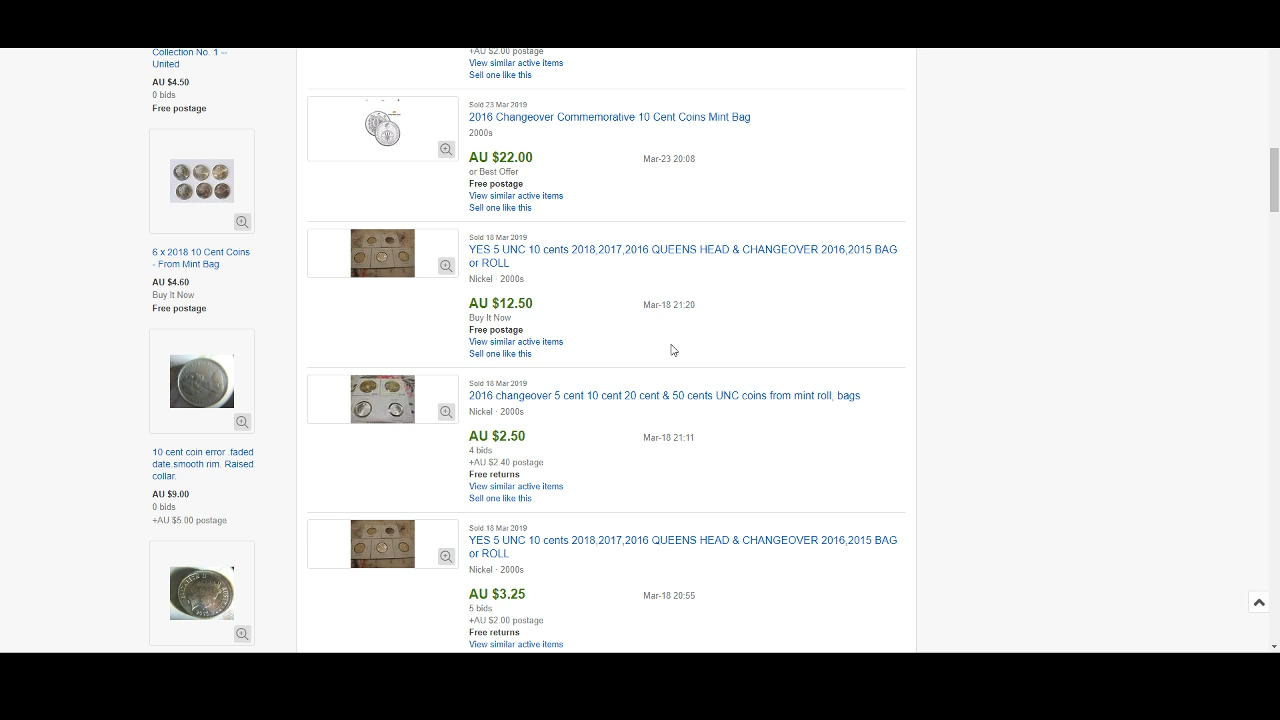 Collection No. 1 --
United
AU $4.50
0 bids
Free postage
6 x 2018 10 Cent Coins
- From Mint Bag
AU $4.60
Buy It Now
Free postage
10 cent coin error .faded
date.smooth rim. Raised
collar.
AU $9.00
0 bids
+AU $5.00 postage
+AU $2.00 postage
View similar active items
Sell one like this
Sold 23 Mar 2019
2016 Changeover Commemorative 10 Cent Coins Mint Bag
2000s
AU $22.00
Mar-23 20:08
or Best Offer
Free postage
View similar active items
Sell one like this
Sold 18 Mar 2019
YES 5 UNC 10 cents 2018,2017,2016 QUEENS HEAD & CHANGEOVER 2016,2015 BAG
or ROLL
Nickel · 2000s
AU $12.50
Mar-18 21:20
Buy It Now
Free postage
View similar active items
Sell one like this
Sold 18 Mar 2019
2016 changeover 5 cent 10 cent 20 cent & 50 cents UNC coins from mint roll, bags
Nickel · 2000s
AU $2.50
Mar-18 21:11
4 bids
+AU $2.40 postage
Free returns
View similar active items
Sell one like this
Sold 18 Mar 2019
YES 5 UNC 10 cents 2018,2017,2016 QUEENS HEAD & CHANGEOVER 2016,2015 BAG
or ROLL
Nickel · 2000s
AU $3.25
Mar-18 20:55
5 bids
+AU $2.00 postage
Free returns
View similar active items